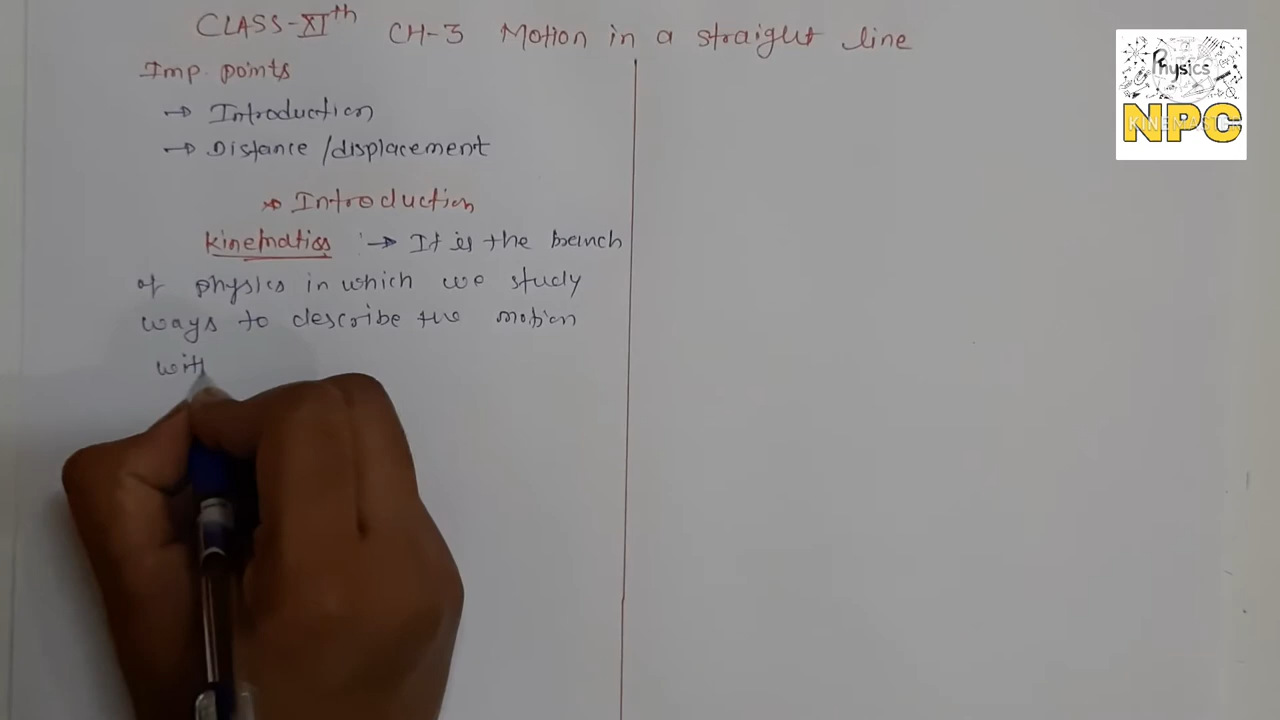 CLASS-XIth CH-3 Motion in a straight line
Imp. points
→ Introduction
→ Distance /displacement
* Introduction
Kinematics :→ It is the branch
of physics in which we study
ways to describe the motion
with
Physics
NPC
KINEMASTER